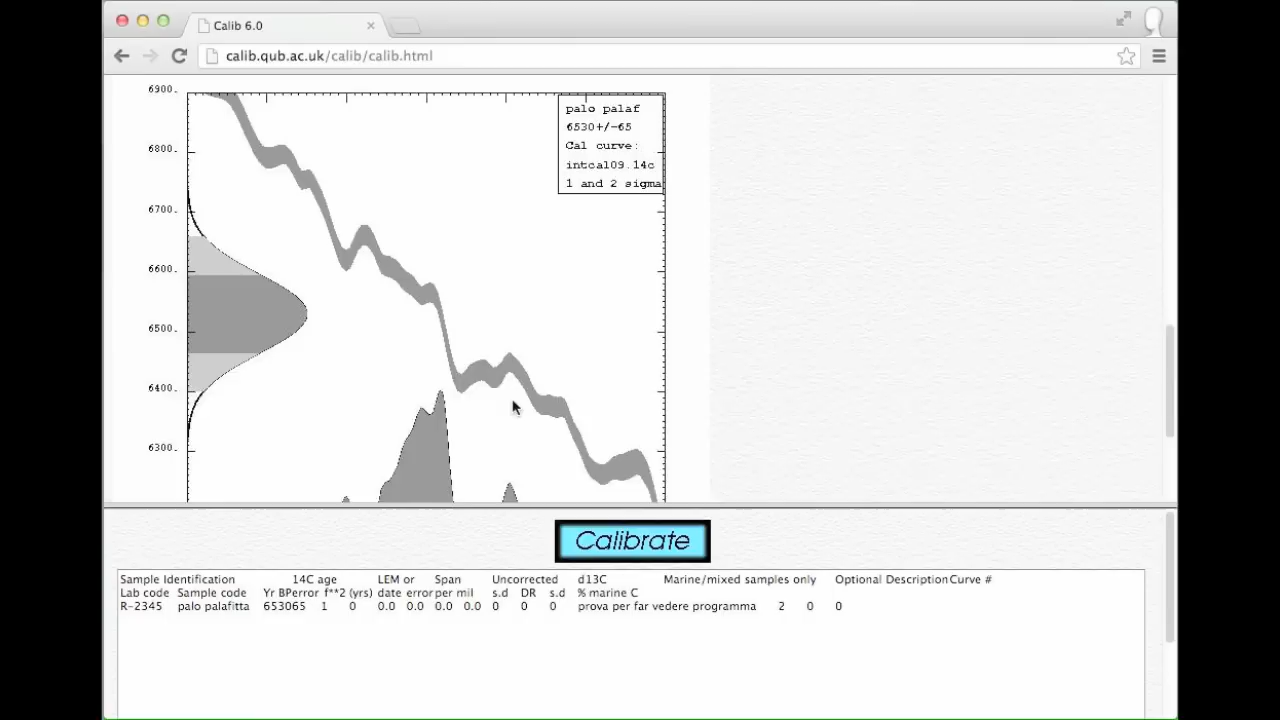 Calib 6.0
calib.qub.ac.uk/calib/calib.html
6900.
6800.
6700.
6600.
6500.
6400.
6300.
palo palaf
6530+/-65
Cal curve:
intcal09.14c
1 and 2 sigma
Calibrate
Sample Identification 14C age LEM or Span Uncorrected d13C Marine/mixed samples only Optional Description Curve #
Lab code Sample code Yr BP error f**2 (yrs) date error per mil s.d DR s.d % marine C
R-2345 palo palafitta 6530 65 1 0 0.0 0.0 0.0 0.0 0 0 0 prova per far vedere programma 2 0 0